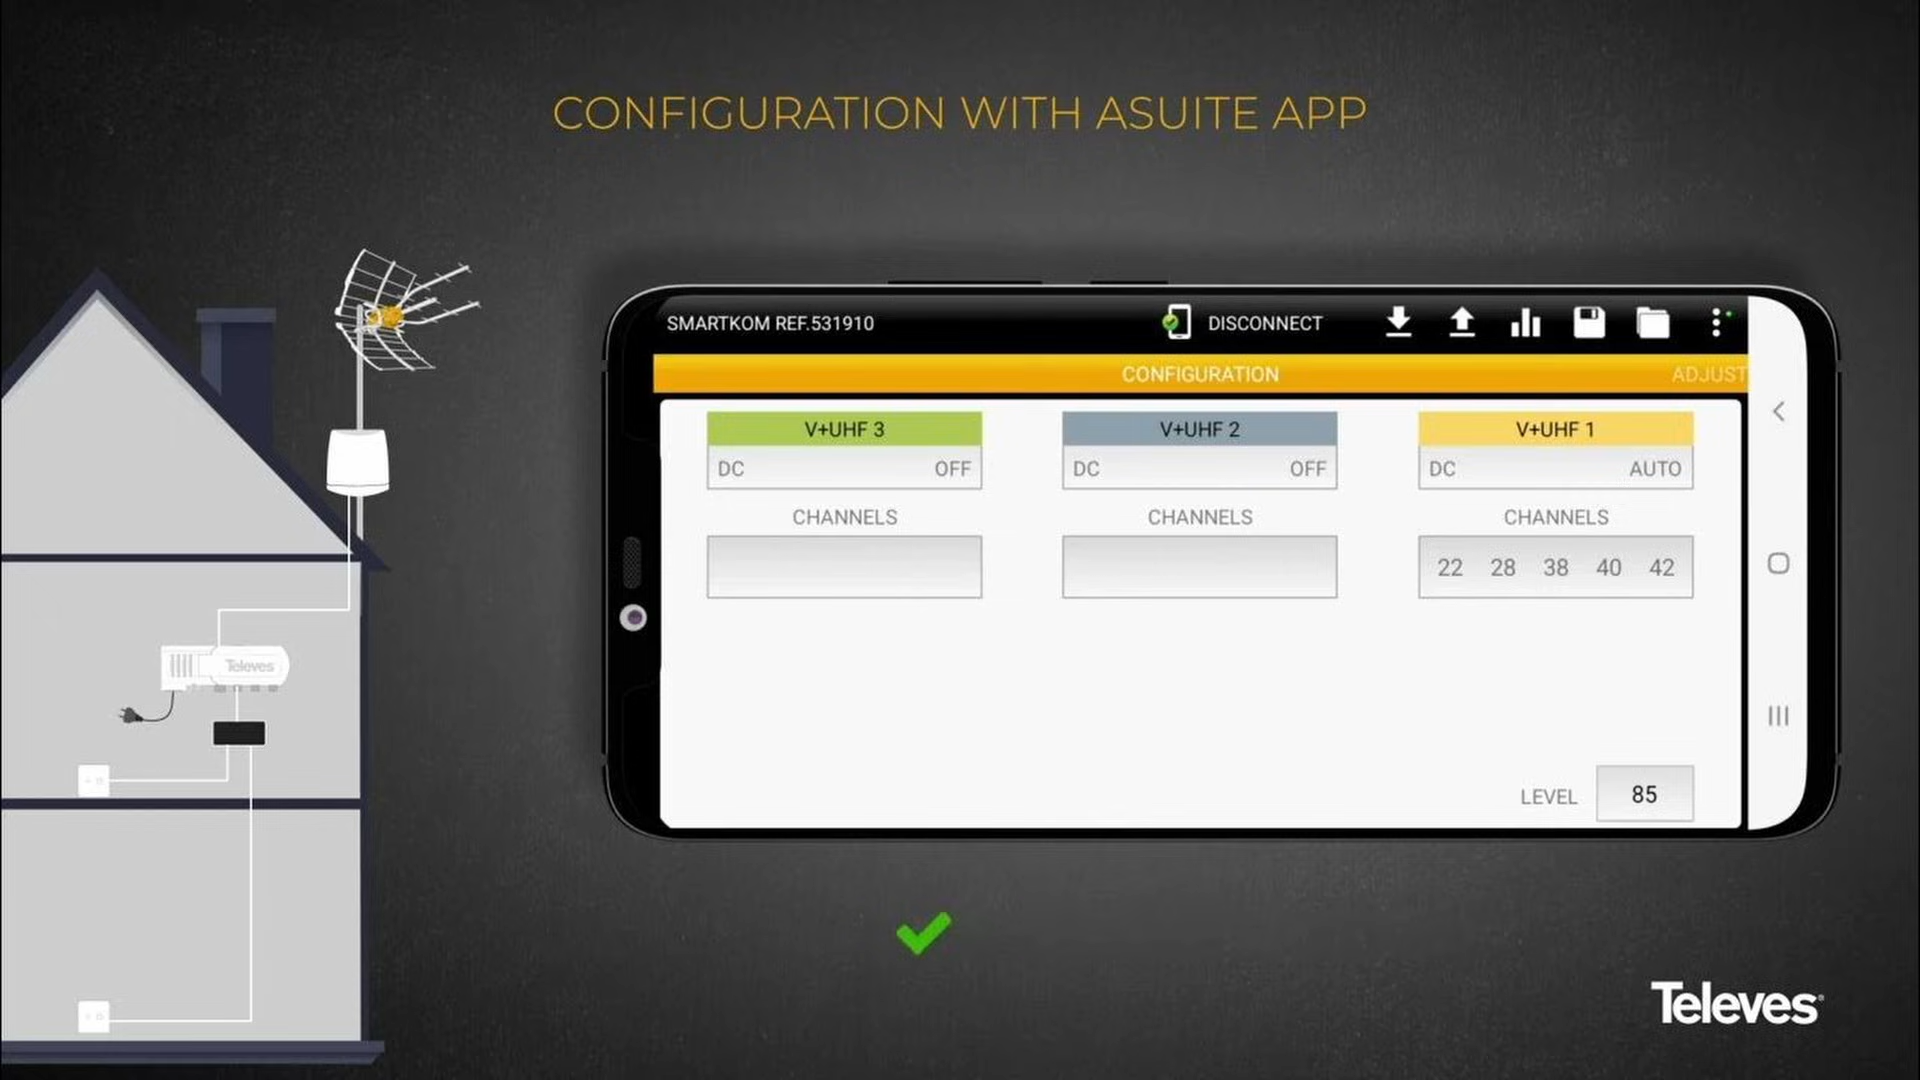 CONFIGURATION WITH ASUITE APP
SMARTKOM REF.531910
DISCONNECT
CONFIGURATION
ADJUST
V+UHF 3
DC OFF
CHANNELS
V+UHF 2
DC OFF
CHANNELS
V+UHF 1
DC AUTO
CHANNELS
22 28 38 40 42
LEVEL 85
Televes
Televes